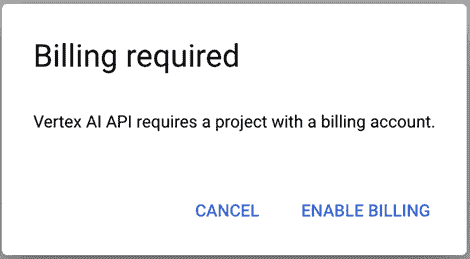 Billing required
Vertex AI API requires a project with a billing account.
CANCEL ENABLE BILLING